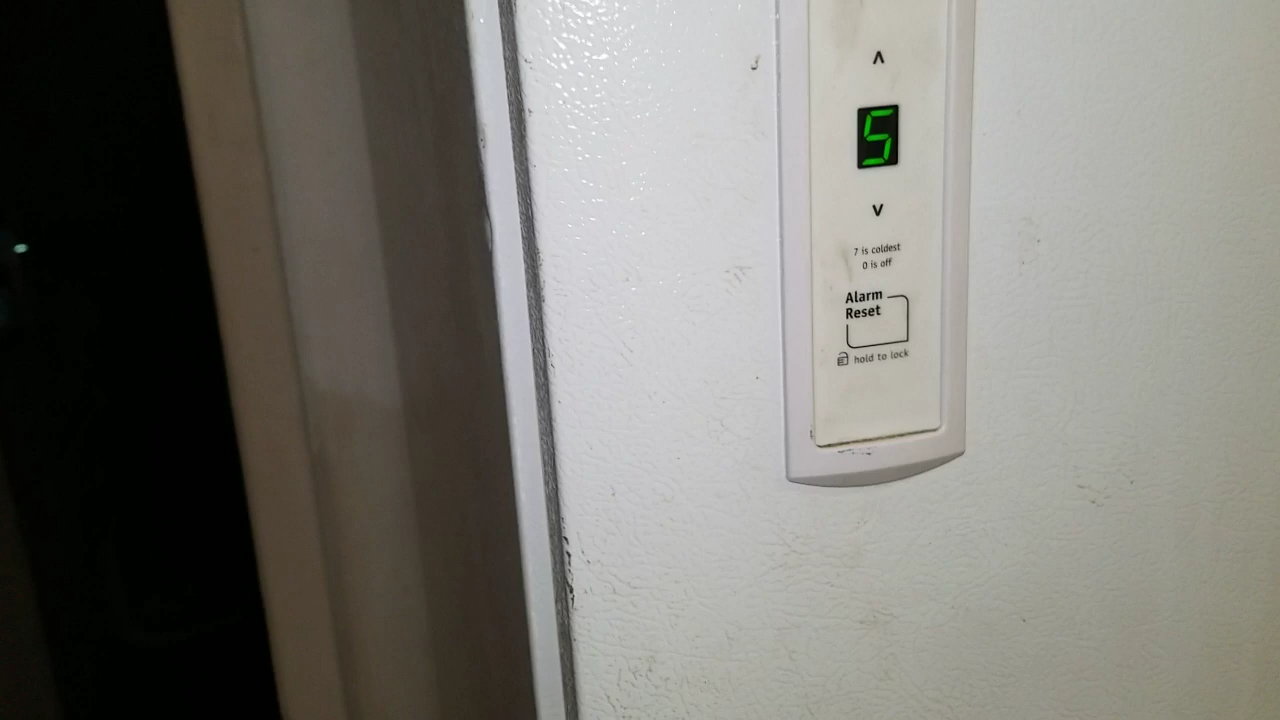 5
7 is coldest
0 is off
Alarm
Reset
hold to lock